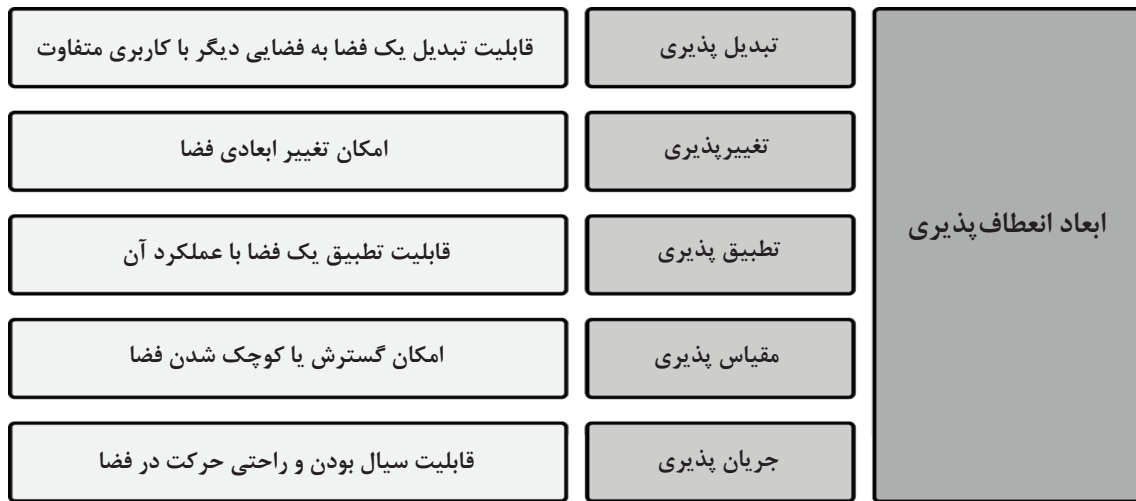 ابعاد انعطاف‌پذیری
تبدیل پذیری
قابلیت تبدیل یک فضا به فضایی دیگر با کاربری متفاوت
تغییرپذیری
امکان تغییر ابعادی فضا
تطبیق پذیری
قابلیت تطبیق یک فضا با عملکرد آن
مقیاس پذیری
امکان گسترش یا کوچک شدن فضا
جریان پذیری
قابلیت سیال بودن و راحتی حرکت در فضا